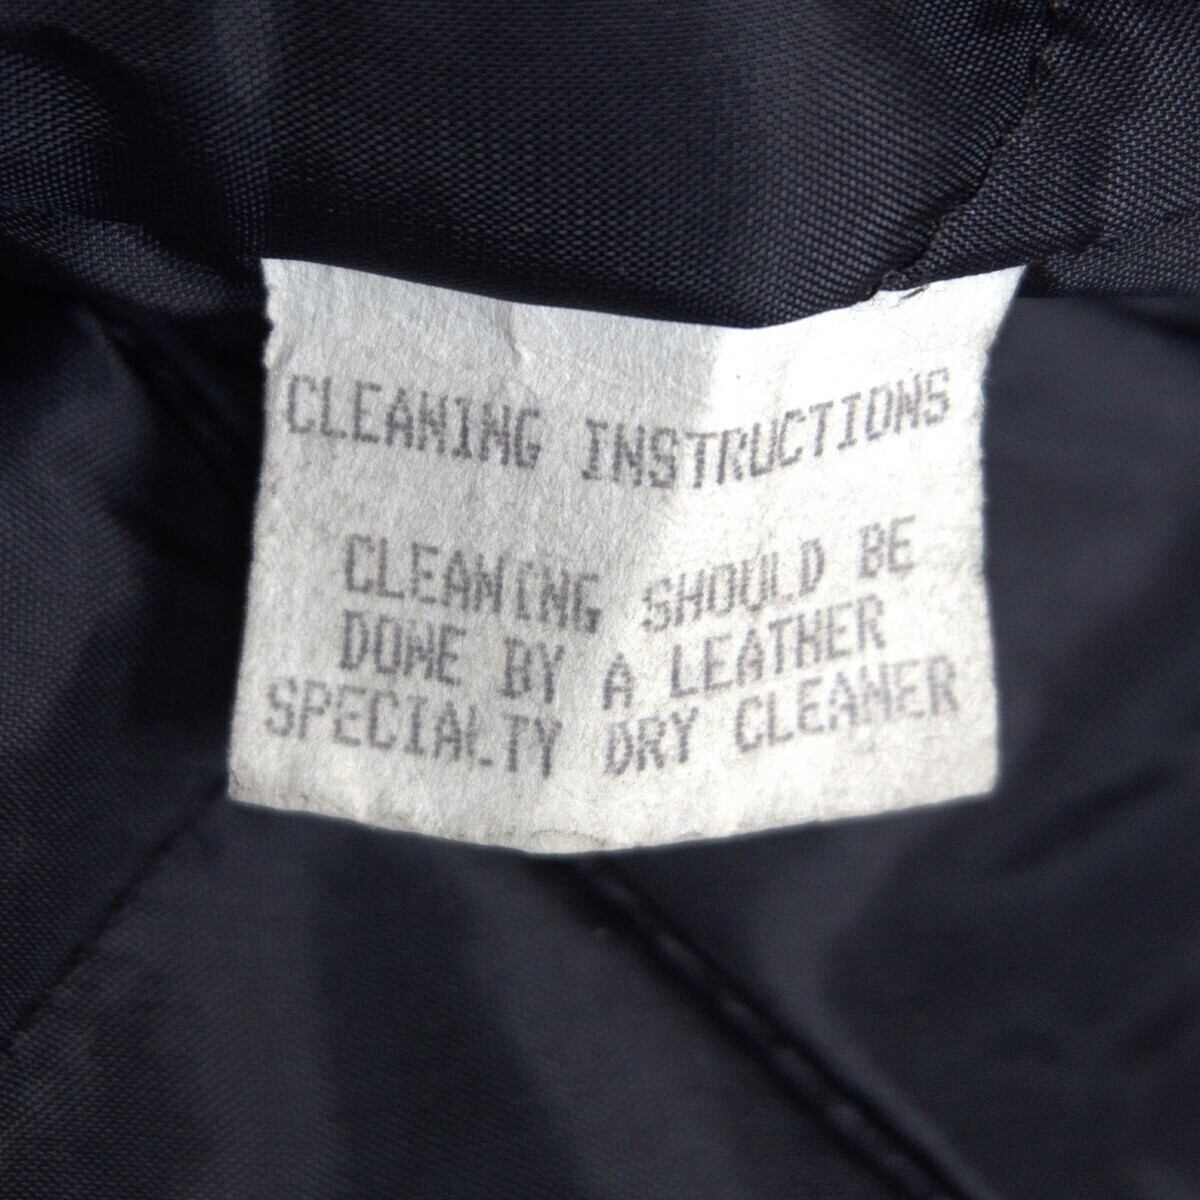 CLEANING INSTRUCTIONS
CLEANING SHOULD BE
DONE BY A LEATHER
SPECIALTY DRY CLEANER